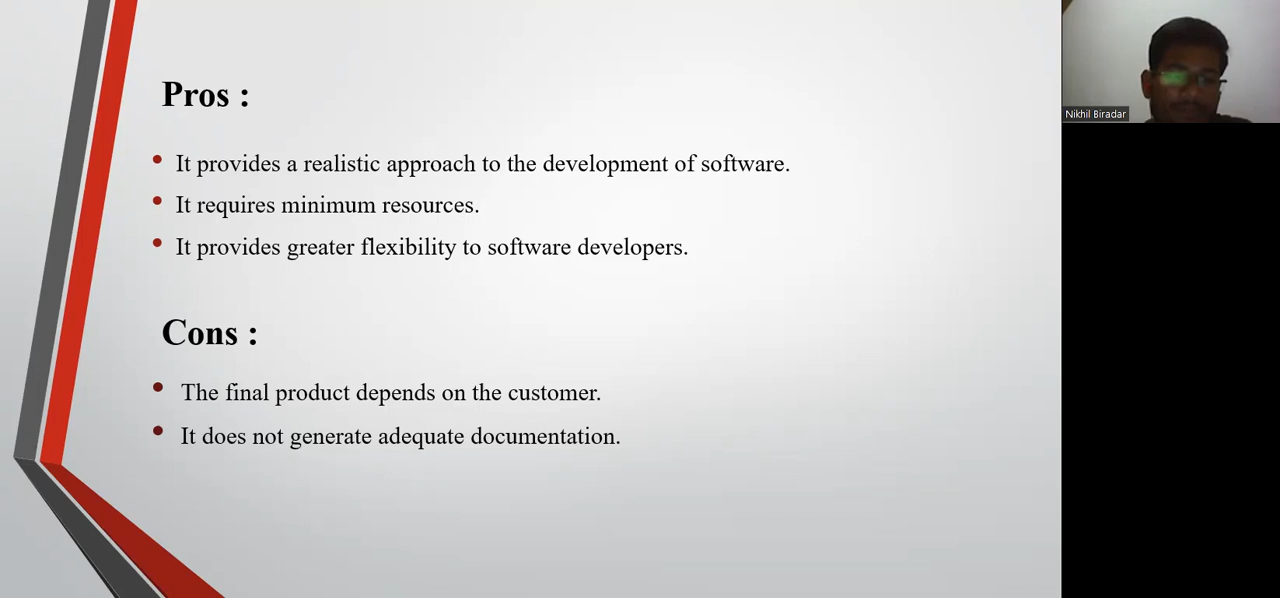 Pros :
It provides a realistic approach to the development of software.
It requires minimum resources.
It provides greater flexibility to software developers.
Cons :
The final product depends on the customer.
It does not generate adequate documentation.
Nikhil Biradar